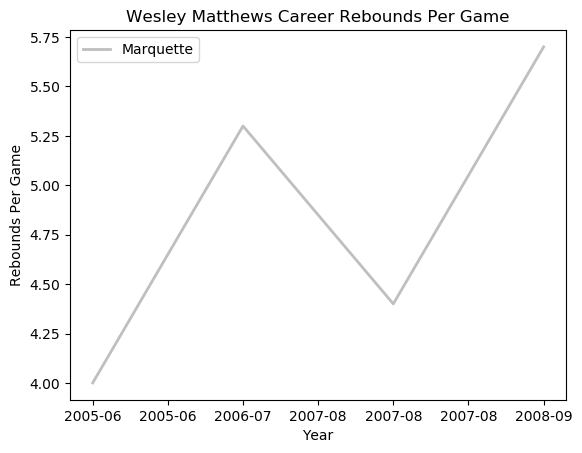 Wesley Matthews Career Rebounds Per Game
Marquette
5.75
5.50
5.25
5.00
4.75
4.50
4.25
4.00
Rebounds Per Game
2005-06 2005-06 2006-07 2007-08 2007-08 2007-08 2008-09
Year